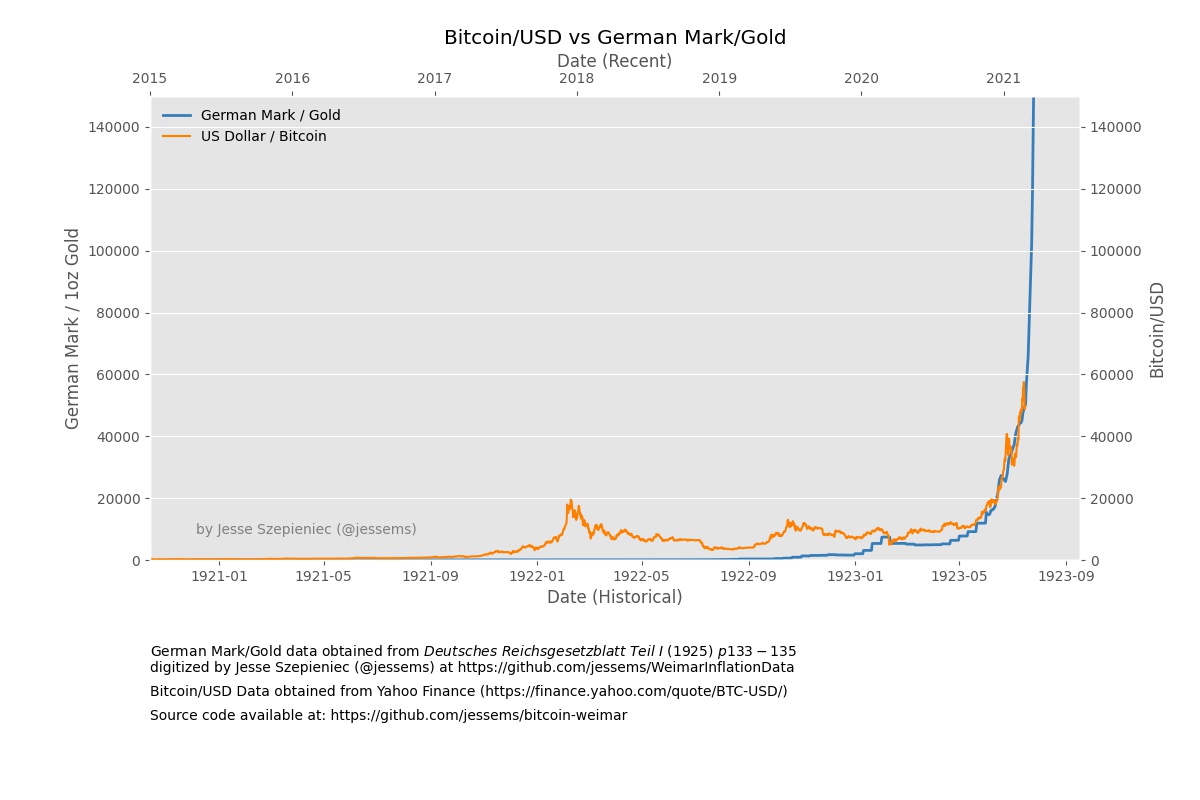 Bitcoin/USD vs German Mark/Gold
Date (Recent)
2015 2016 2017 2018 2019 2020 2021
German Mark / Gold
US Dollar / Bitcoin
140000
120000
100000
80000
60000
40000
20000
0
German Mark / 1oz Gold
140000
120000
100000
80000
60000
40000
20000
0
Bitcoin/USD
by Jesse Szepieniec (@jessems)
1921-01 1921-05 1921-09 1922-01 1922-05 1922-09 1923-01 1923-05 1923-09
Date (Historical)
German Mark/Gold data obtained from Deutsches Reichsgesetzblatt Teil I (1925) p133 − 135
digitized by Jesse Szepieniec (@jessems) at https://github.com/jessems/WeimarInflationData
Bitcoin/USD Data obtained from Yahoo Finance (https://finance.yahoo.com/quote/BTC-USD/)
Source code available at: https://github.com/jessems/bitcoin-weimar